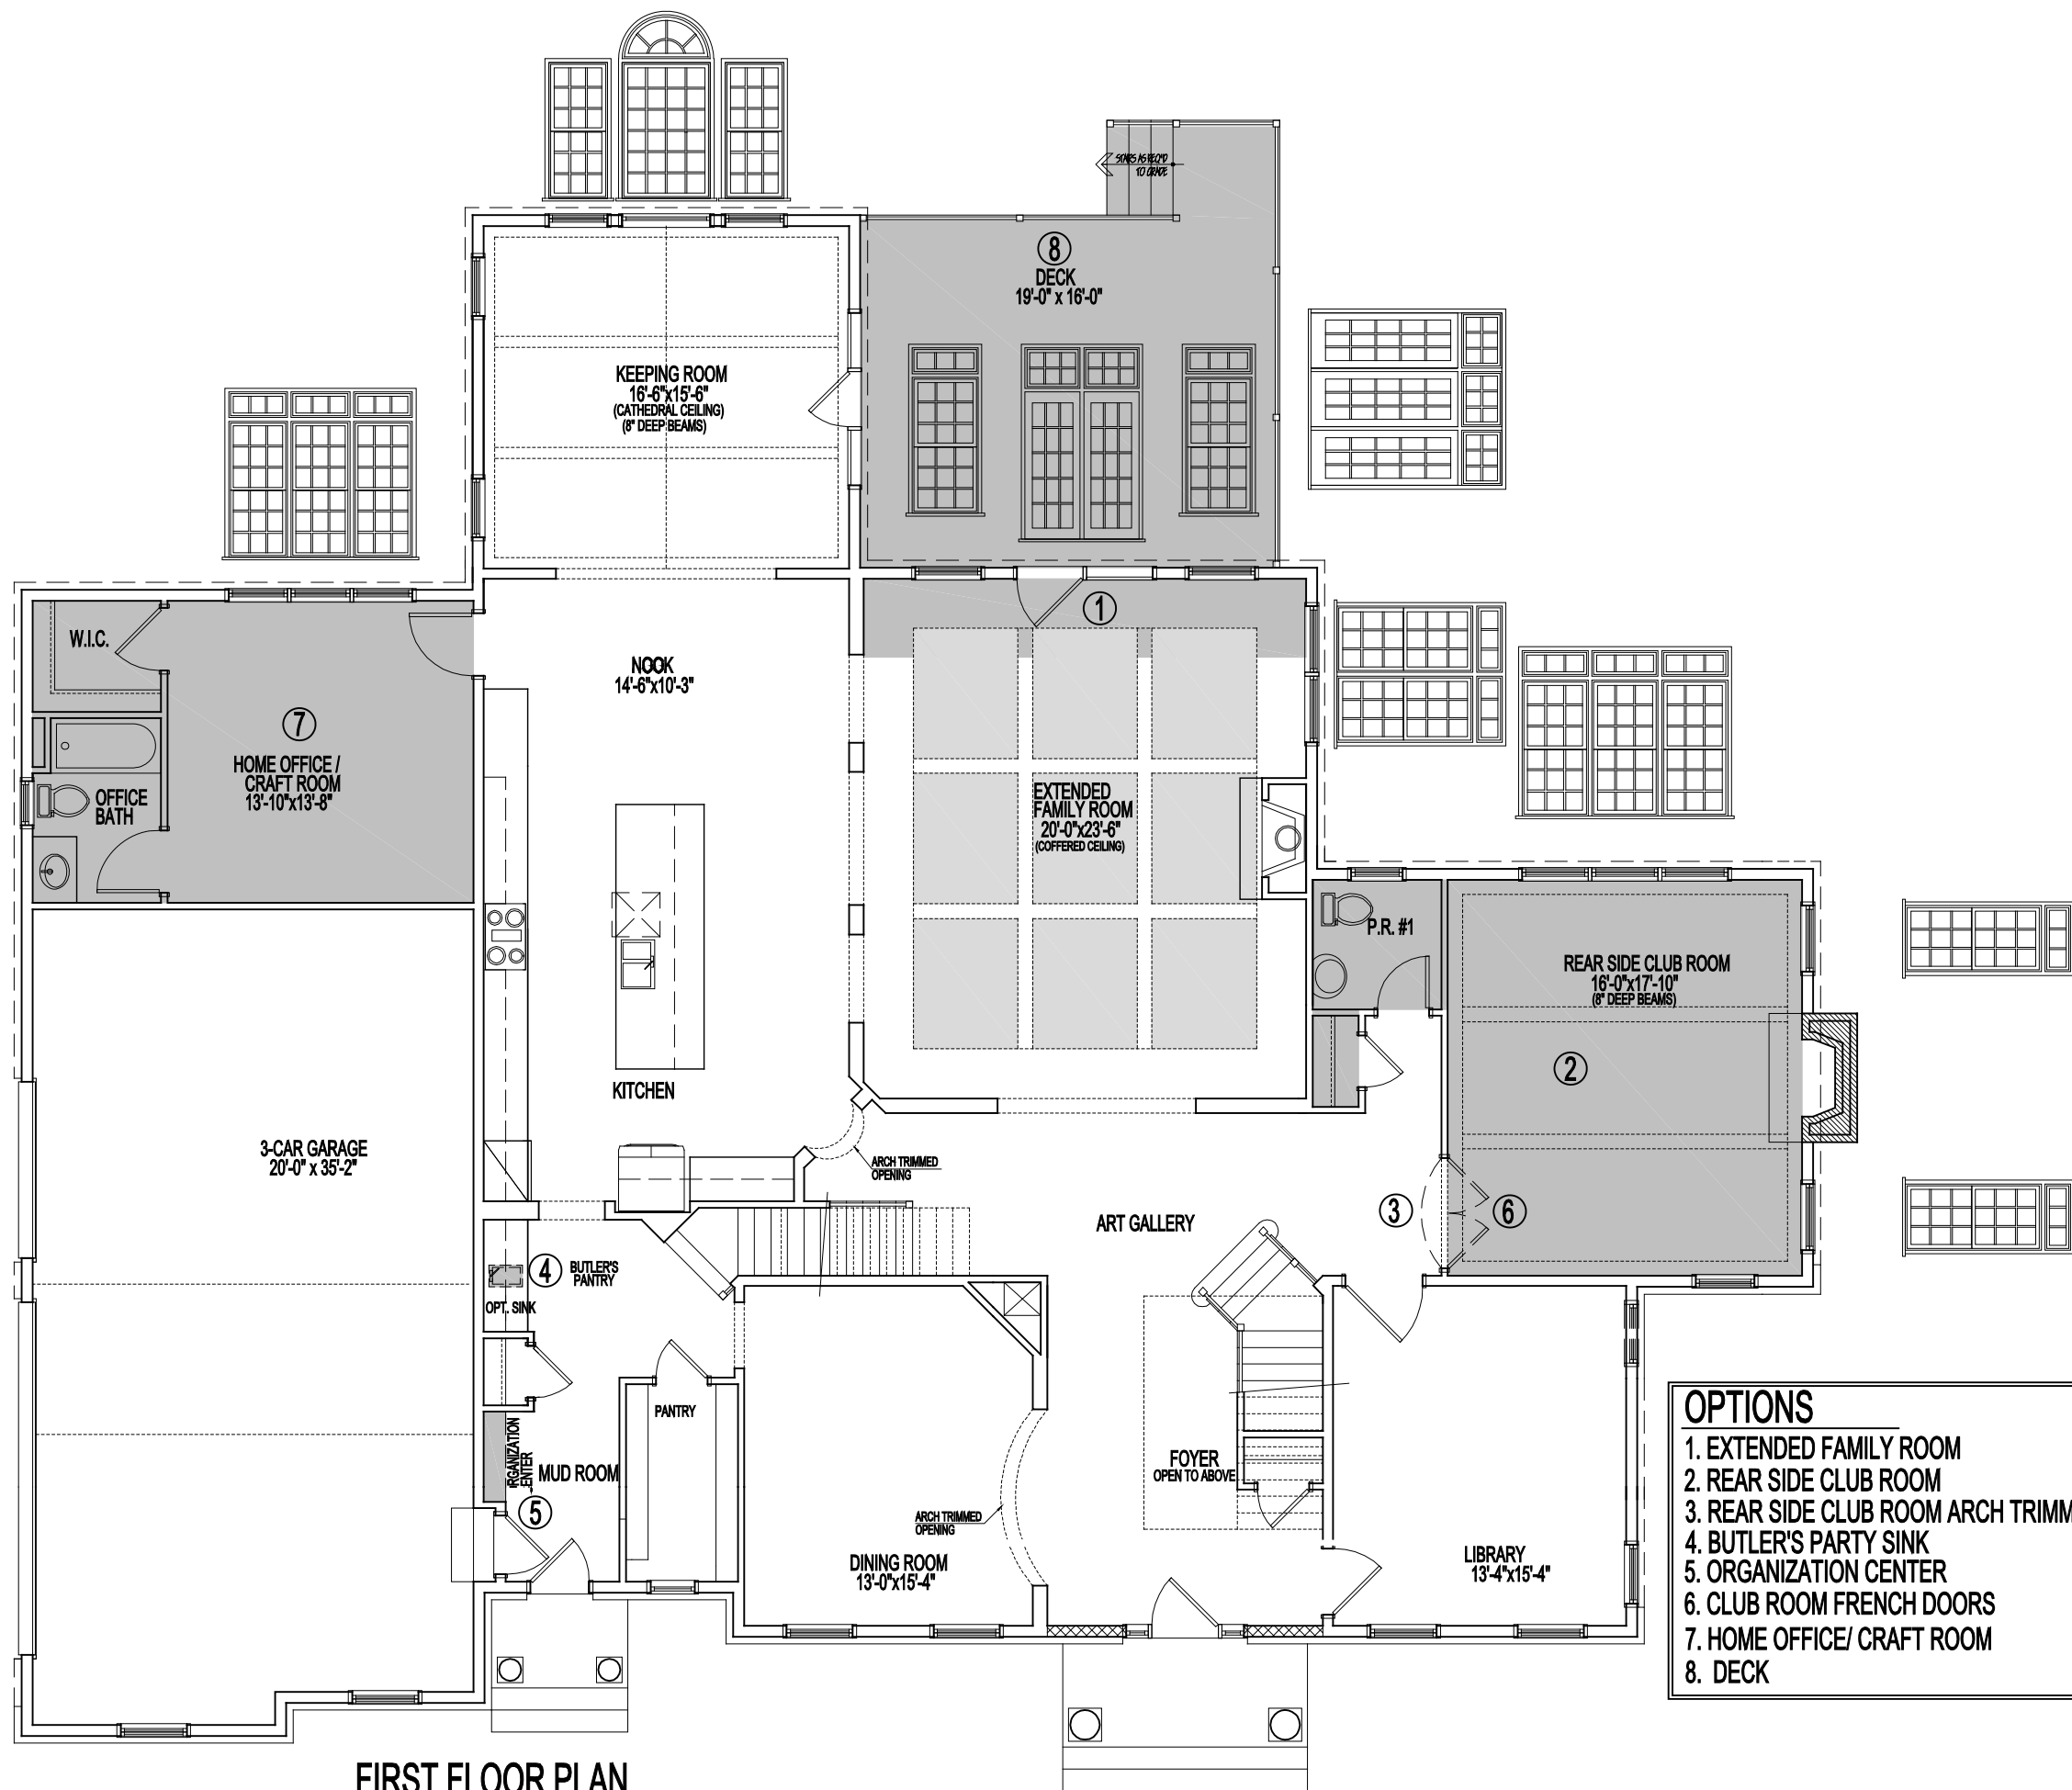 STAIRS AS REQ'D
TO GRADE
8
DECK
19'-0" x 16'-0"
KEEPING ROOM
16'-6"x15'-6"
(CATHEDRAL CEILING)
(8" DEEP BEAMS)
1
W.I.C.
NOOK
14'-6"x10'-3"
7
HOME OFFICE /
CRAFT ROOM
13'-10"x13'-8"
OFFICE
BATH
EXTENDED
FAMILY ROOM
20'-0"x23'-6"
(COFFERED CEILING)
P.R. #1
REAR SIDE CLUB ROOM
16'-0"x17'-10"
(8" DEEP BEAMS)
2
KITCHEN
3-CAR GARAGE
20'-0" x 35'-2"
ARCH TRIMMED
OPENING
ART GALLERY
3
6
4
BUTLER'S
PANTRY
OPT. SINK
PANTRY
RGANIZATION
ENTER
MUD ROOM
5
FOYER
OPEN TO ABOVE
ARCH TRIMMED
OPENING
DINING ROOM
13'-0"x15'-4"
LIBRARY
13'-4"x15'-4"
OPTIONS
1. EXTENDED FAMILY ROOM
2. REAR SIDE CLUB ROOM
3. REAR SIDE CLUB ROOM ARCH TRIMM
4. BUTLER'S PARTY SINK
5. ORGANIZATION CENTER
6. CLUB ROOM FRENCH DOORS
7. HOME OFFICE/ CRAFT ROOM
8. DECK
FIRST FLOOR PLAN